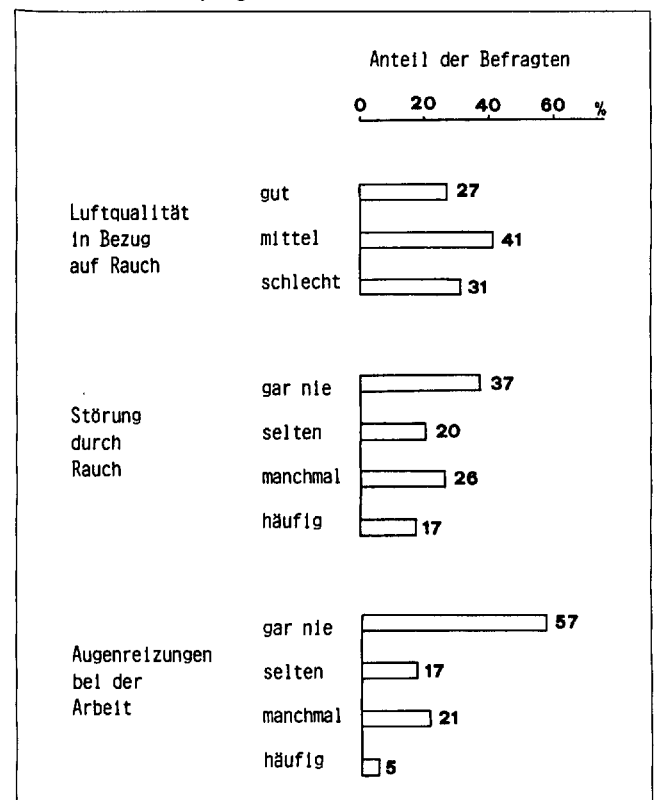 Anteil der Befragten
0 20 40 60 %
Luftqualität
in Bezug
auf Rauch
gut 27
mittel 41
schlecht 31
Störung
durch
Rauch
gar nie 37
selten 20
manchmal 26
häufig 17
Augenreizungen
bei der
Arbeit
gar nie 57
selten 17
manchmal 21
häufig 5